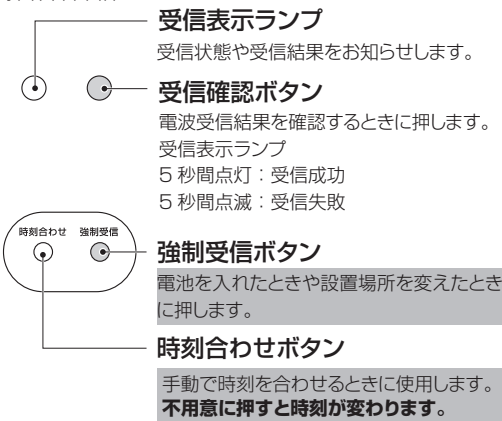 受信表示ランプ
受信状態や受信結果をお知らせします。
受信確認ボタン
電波受信結果を確認するときに押します。
受信表示ランプ
5秒間点灯：受信成功
5秒間点滅：受信失敗
時刻合わせ 強制受信
強制受信ボタン
電池を入れたときや設置場所を変えたとき
に押します。
時刻合わせボタン
手動で時刻を合わせるときに使用します。
不用意に押すと時刻が変わります。